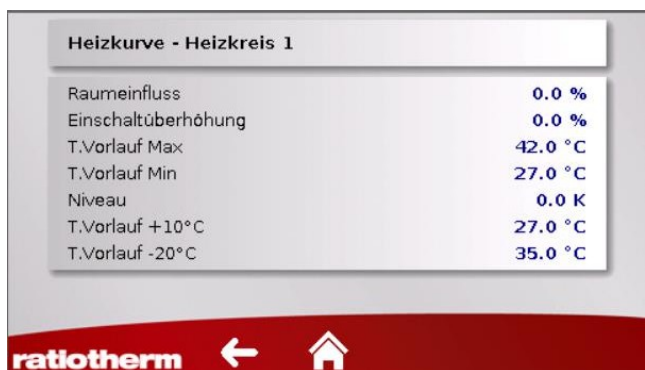 Heizkurve - Heizkreis 1
Raumeinfluss 0.0 %
Einschaltüberhöhung 0.0 %
T.Vorlauf Max 42.0 °C
T.Vorlauf Min 27.0 °C
Niveau 0.0 K
T.Vorlauf +10°C 27.0 °C
T.Vorlauf -20°C 35.0 °C
ratiotherm